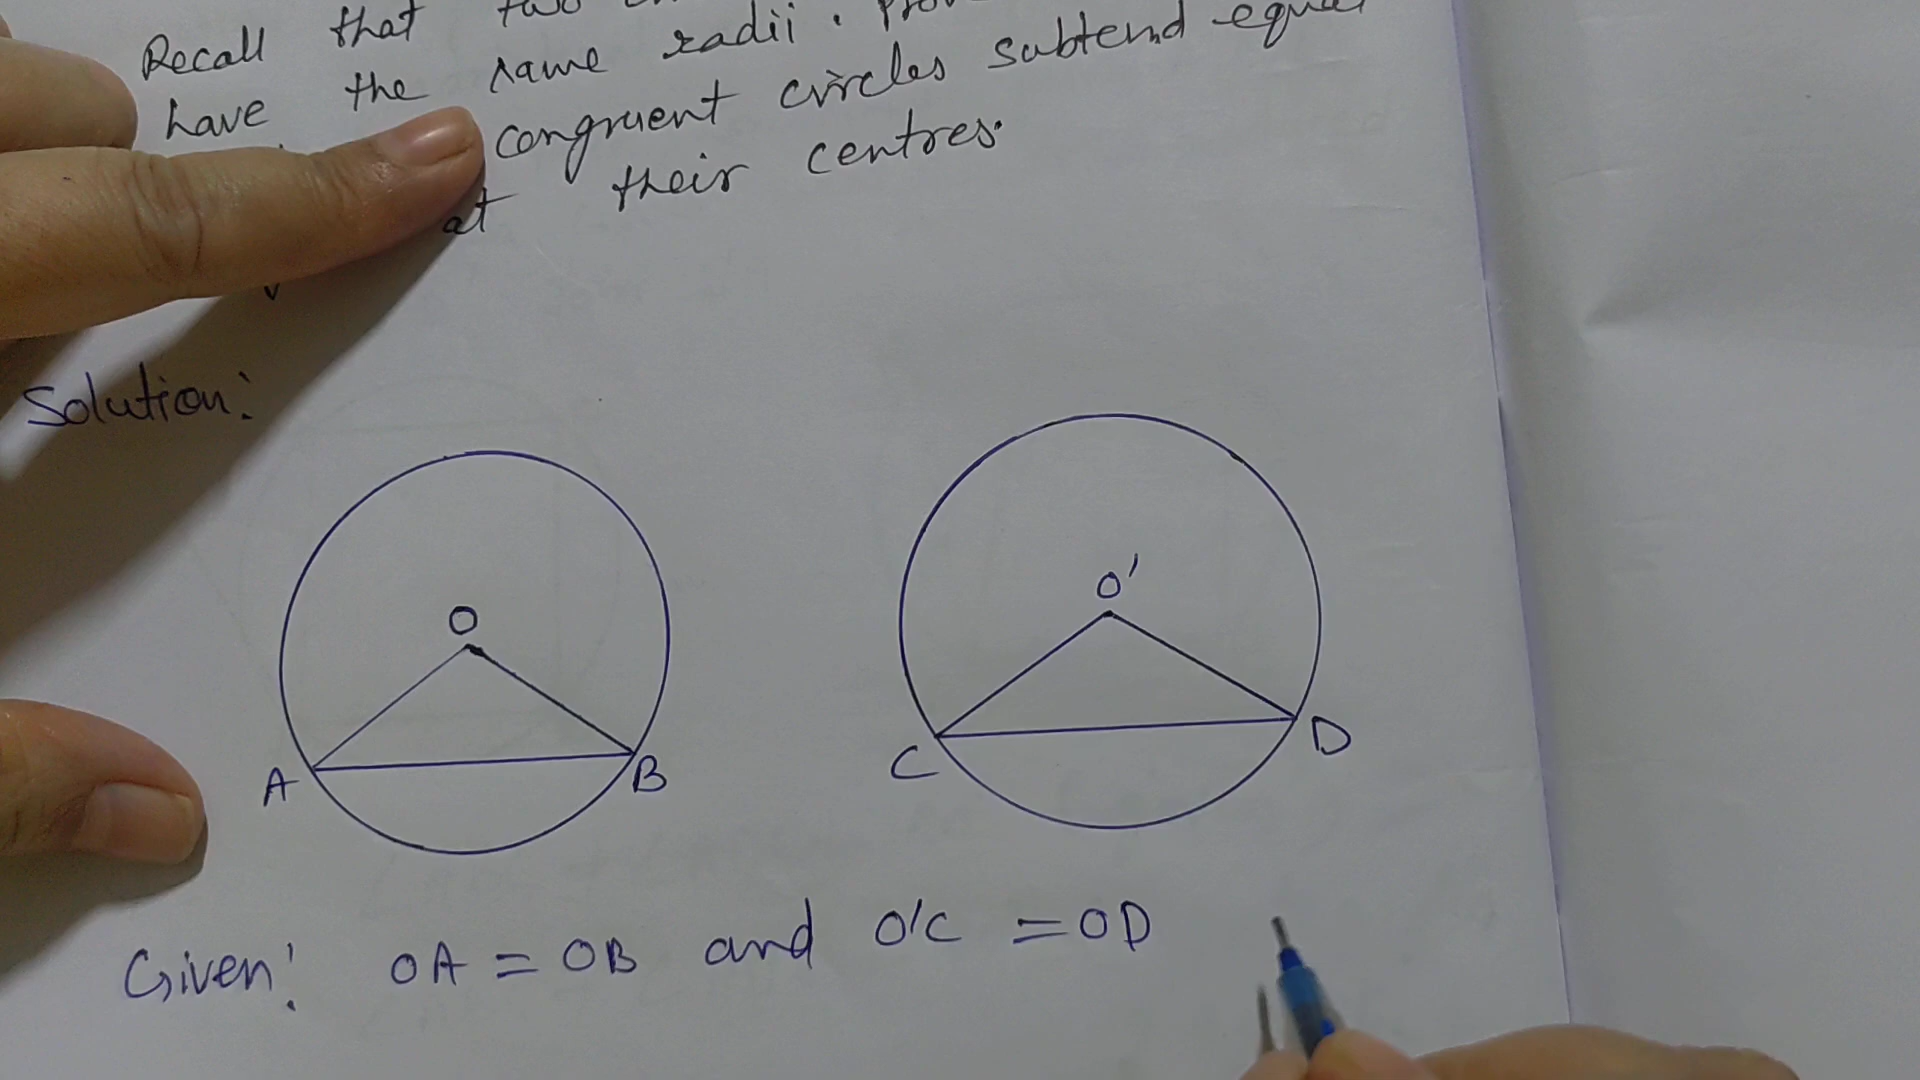 Recall that two
have the same radii.
congruent circles subtend equal
at their centres.
Solution:
O
O'
A
B
C
D
Given: OA = OB and O'C = OD